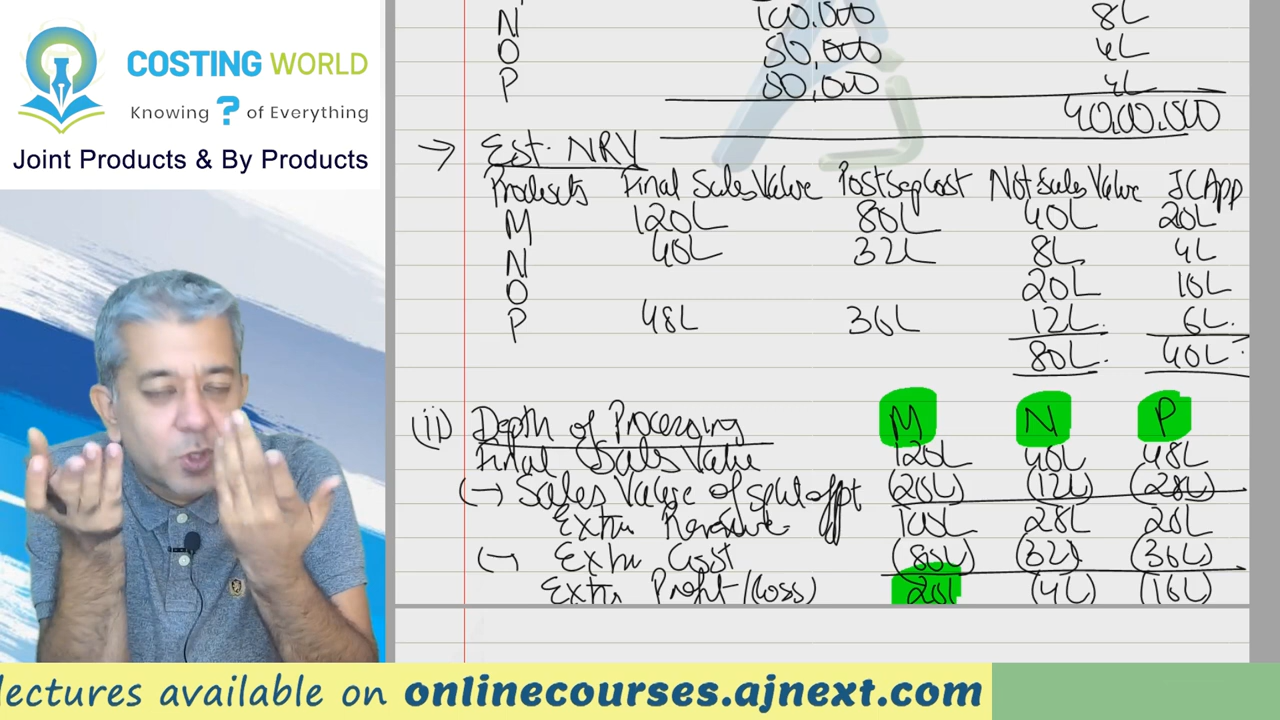 COSTING WORLD
Knowing ? of Everything
Joint Products & By Products
N 100,000 8L
O 50,000 4L
P 80,000 4L
40,00,000
→ Est. NRV
Products Final Sales Value Post Sep Cost Net Sales Value JC App
M 120L 80L 40L 20L
N 40L 32L 8L 4L
O 20L 10L
P 48L 36L 12L 6L
80L 40L
(ii) Depth of Processing M N P
Final Sales Value 120L 40L 48L
(-) Sales Value of spl off pt (20L) (12L) (28L)
Extra Revenue 100L 28L 20L
(-) Extra Cost (80L) (32L) (36L)
Extra Profit/(Loss) 20L (4L) (16L)
lectures available on onlinecourses.ajnext.com